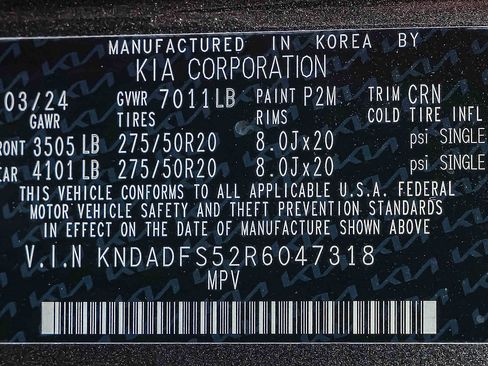 MANUFACTURED IN KOREA BY
KIA CORPORATION
03/24 GVWR 7011LB PAINT P2M TRIM CRN
GAWR TIRES RIMS COLD TIRE INFL
RONT 3505 LB 275/50R20 8.0Jx20 psi SINGLE
EAR 4101 LB 275/50R20 8.0Jx20 psi SINGLE
THIS VEHICLE CONFORMS TO ALL APPLICABLE U.S.A. FEDERAL
MOTOR VEHICLE SAFETY AND THEFT PREVENTION STANDARDS
IN EFFECT ON THE DATE OF MANUFACTURE SHOWN ABOVE
V.I.N KNDADFS52R6047318
MPV